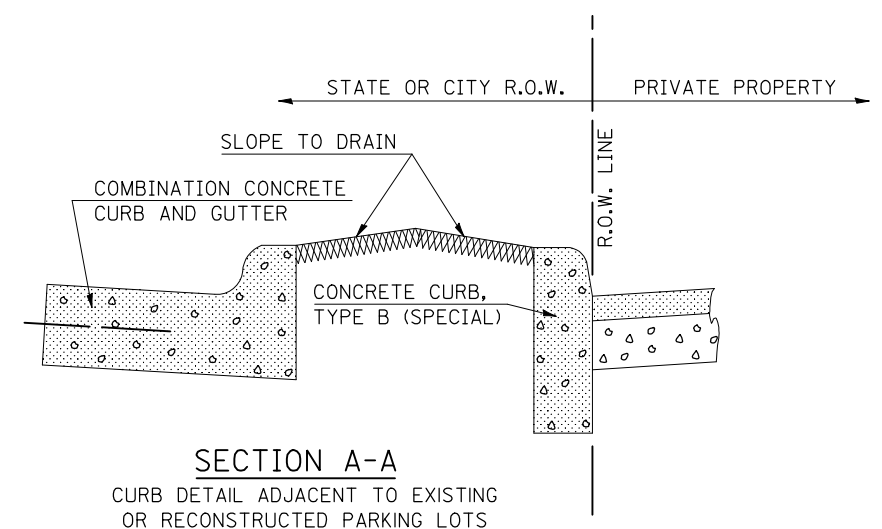 STATE OR CITY R.O.W.
PRIVATE PROPERTY
SLOPE TO DRAIN
R.O.W. LINE
COMBINATION CONCRETE
CURB AND GUTTER
CONCRETE CURB,
TYPE B (SPECIAL)
SECTION A-A
CURB DETAIL ADJACENT TO EXISTING
OR RECONSTRUCTED PARKING LOTS